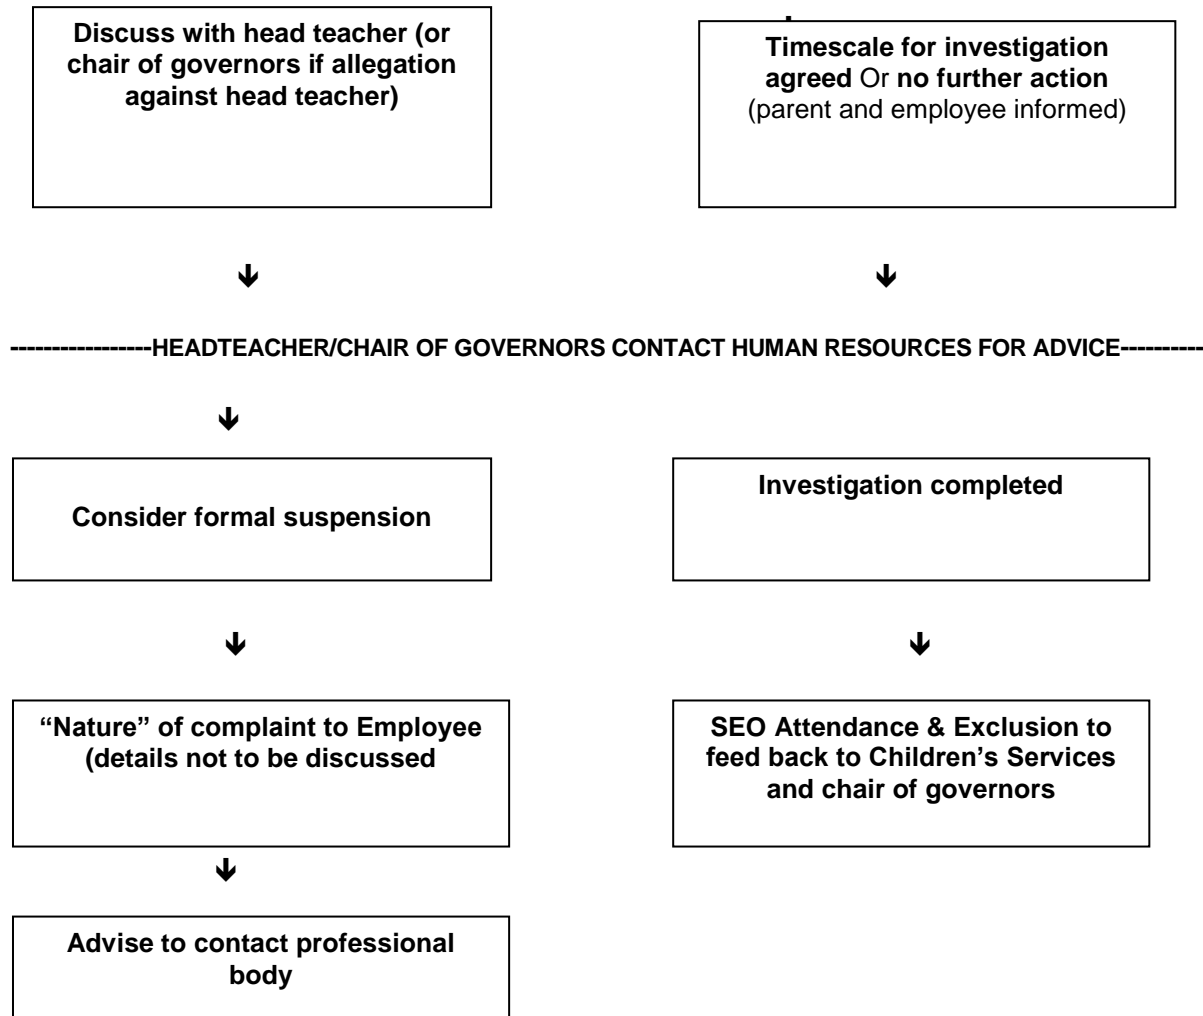 Discuss with head teacher (or
chair of governors if allegation
against head teacher)
Timescale for investigation
agreed Or no further action
(parent and employee informed)
-----------------HEADTEACHER/CHAIR OF GOVERNORS CONTACT HUMAN RESOURCES FOR ADVICE----------
Consider formal suspension
Investigation completed
“Nature” of complaint to Employee
(details not to be discussed
SEO Attendance & Exclusion to
feed back to Children’s Services
and chair of governors
Advise to contact professional
body